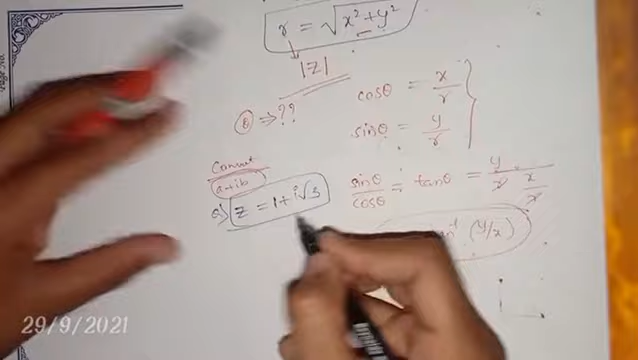 r = √x² + y²
|z|
θ ⇒ ??
cosθ = x/r
sinθ = y/r
Convert
a+ib
z = 1 + i√3
sinθ/cosθ = tanθ = y/r / x/r
(y/x)
29/9/2021